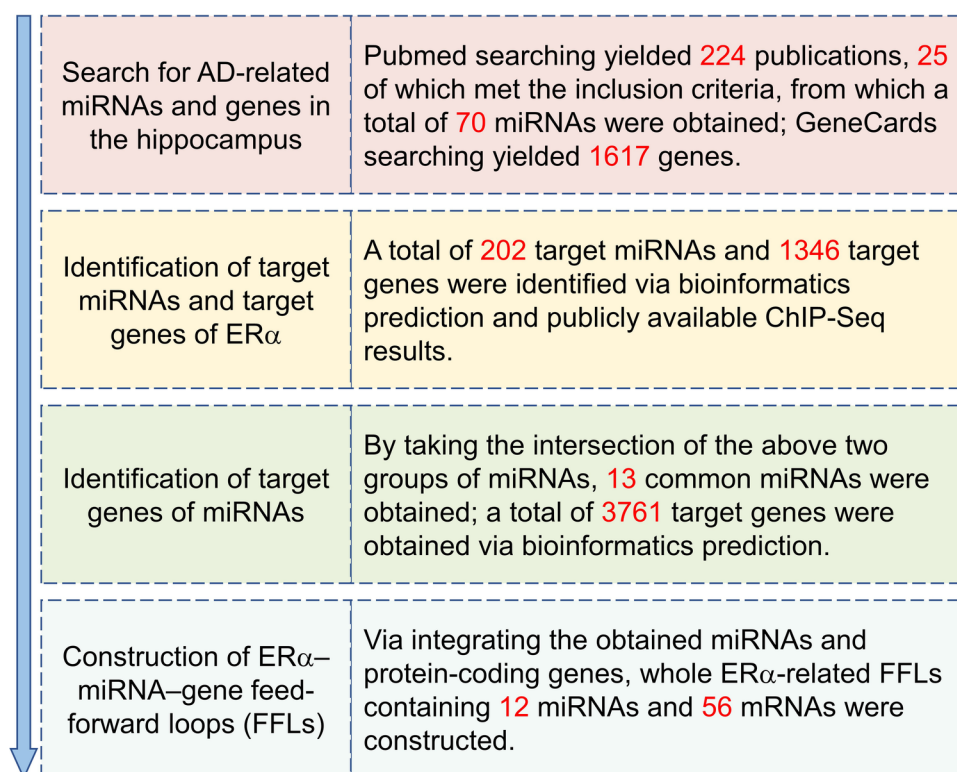 Search for AD-related
miRNAs and genes in
the hippocampus
Pubmed searching yielded 224 publications, 25
of which met the inclusion criteria, from which a
total of 70 miRNAs were obtained; GeneCards
searching yielded 1617 genes.
Identification of target
miRNAs and target
genes of ERα
A total of 202 target miRNAs and 1346 target
genes were identified via bioinformatics
prediction and publicly available ChIP-Seq
results.
Identification of target
genes of miRNAs
By taking the intersection of the above two
groups of miRNAs, 13 common miRNAs were
obtained; a total of 3761 target genes were
obtained via bioinformatics prediction.
Construction of ERα–
miRNA–gene feed-
forward loops (FFLs)
Via integrating the obtained miRNAs and
protein-coding genes, whole ERα-related FFLs
containing 12 miRNAs and 56 mRNAs were
constructed.